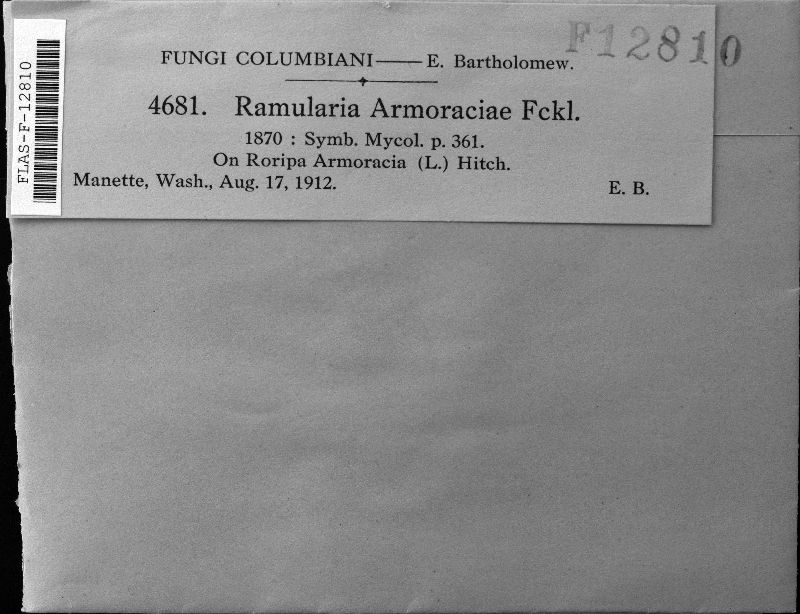 F12810
FUNGI COLUMBIANI—E. Bartholomew.
4681. Ramularia Armoraciae Fckl.
1870 : Symb. Mycol. p. 361.
On Roripa Armoracia (L.) Hitch.
Manette, Wash., Aug. 17, 1912. E. B.
FLAS-F-12810